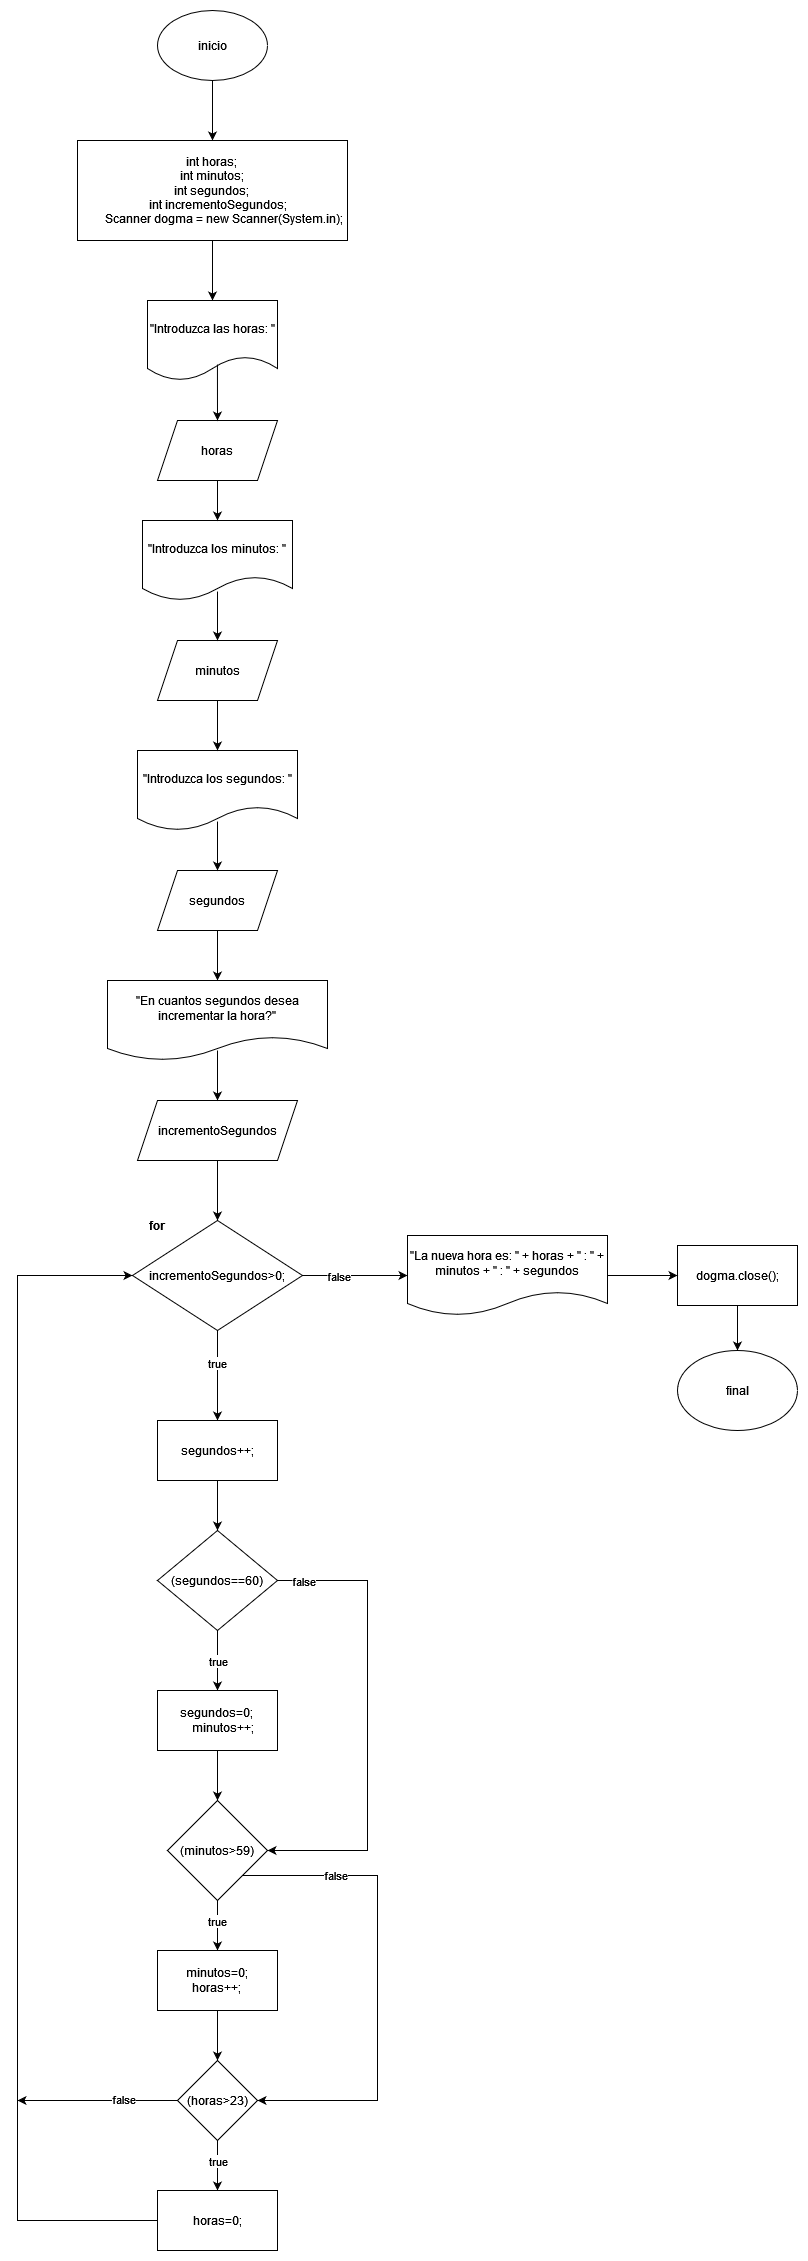 inicio
int horas;
int minutos;
int segundos;
int incrementoSegundos;
Scanner dogma = new Scanner(System.in);
"Introduzca las horas: "
horas
"Introduzca los minutos: "
minutos
"Introduzca los segundos: "
segundos
"En cuantos segundos desea
incrementar la hora?"
incrementoSegundos
for
incrementoSegundos>0;
false
"La nueva hora es: " + horas + " : " +
minutos + " : " + segundos
dogma.close();
final
true
segundos++;
(segundos==60)
false
true
segundos=0;
minutos++;
(minutos>59)
false
true
minutos=0;
horas++;
(horas>23)
false
true
horas=0;